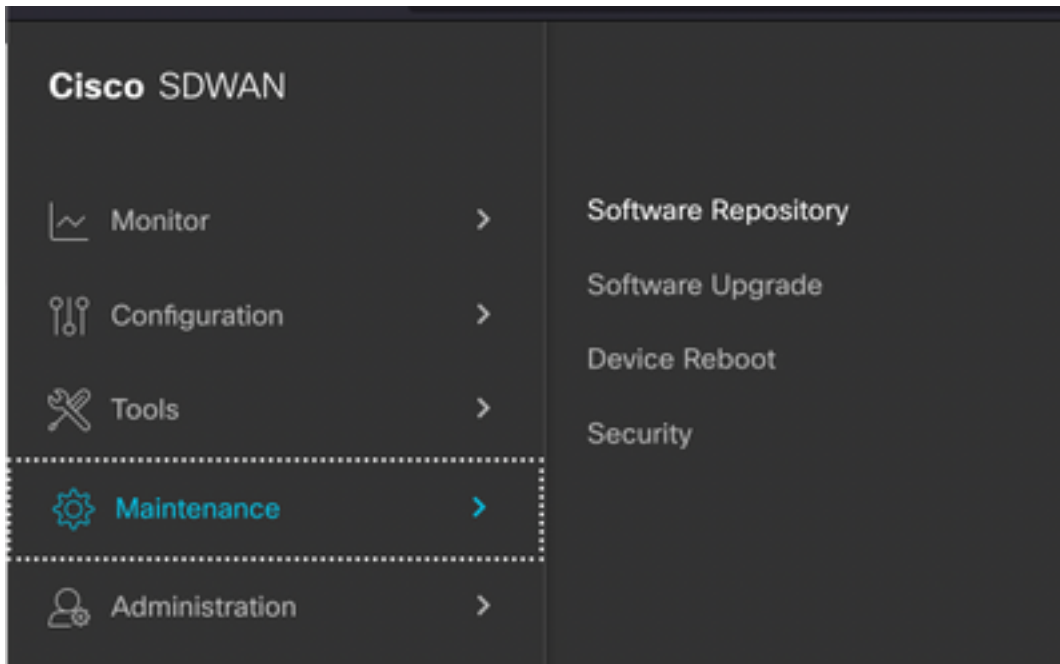 Cisco SDWAN
Monitor
Configuration
Tools
Maintenance
Administration
Software Repository
Software Upgrade
Device Reboot
Security